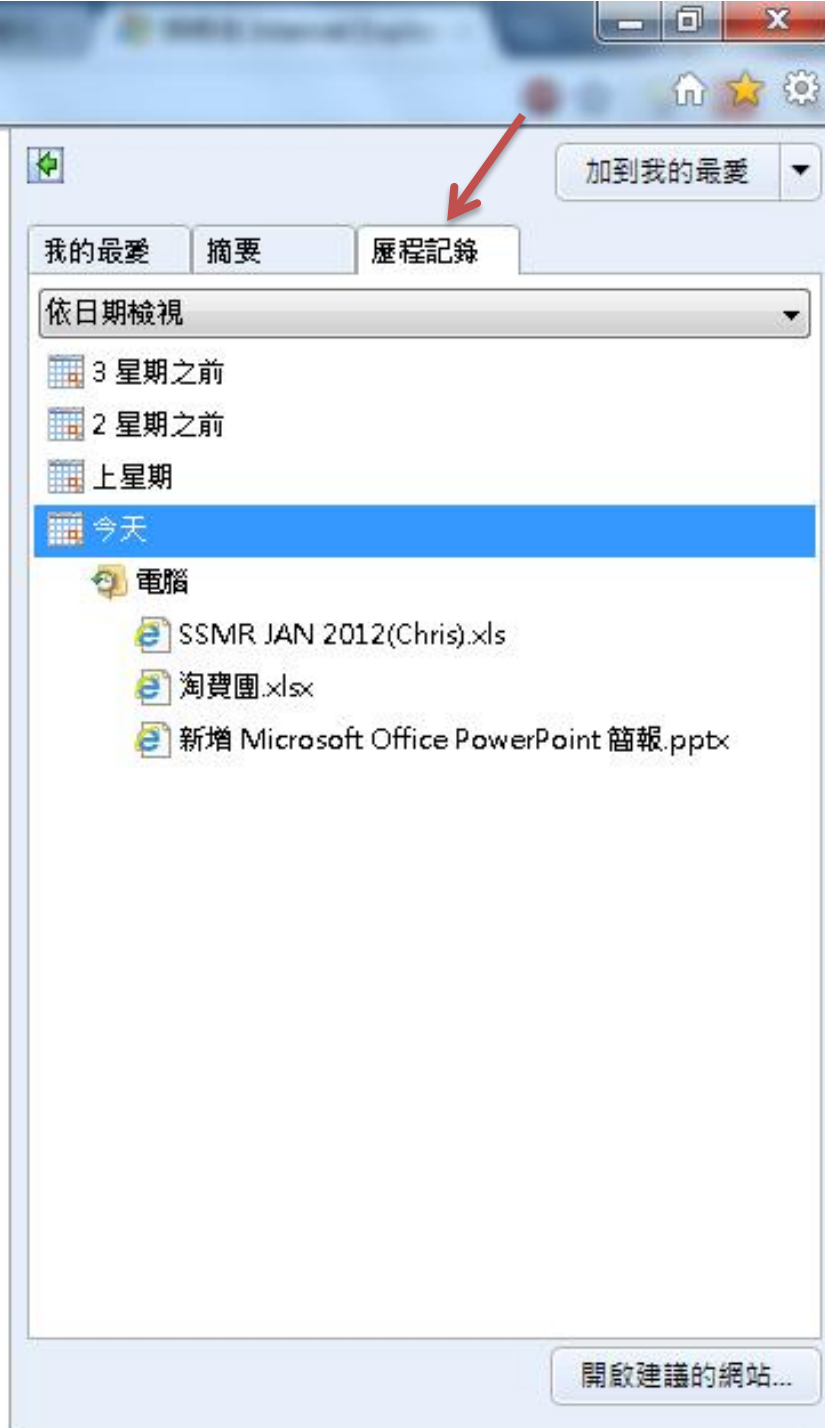 加到我的最愛
我的最愛 摘要 歷程記錄
依日期檢視
3 星期之前
2 星期之前
上星期
今天
電腦
SSMR JAN 2012(Chris).xls
淘寶團.xlsx
新增 Microsoft Office PowerPoint 簡報.pptx
開啟建議的網站...